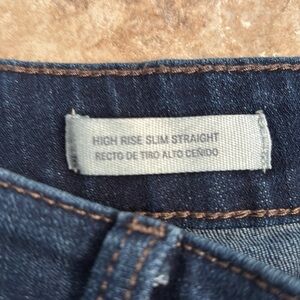 HIGH RISE SLIM STRAIGHT
RECTO DE TIRO ALTO CEÑIDO